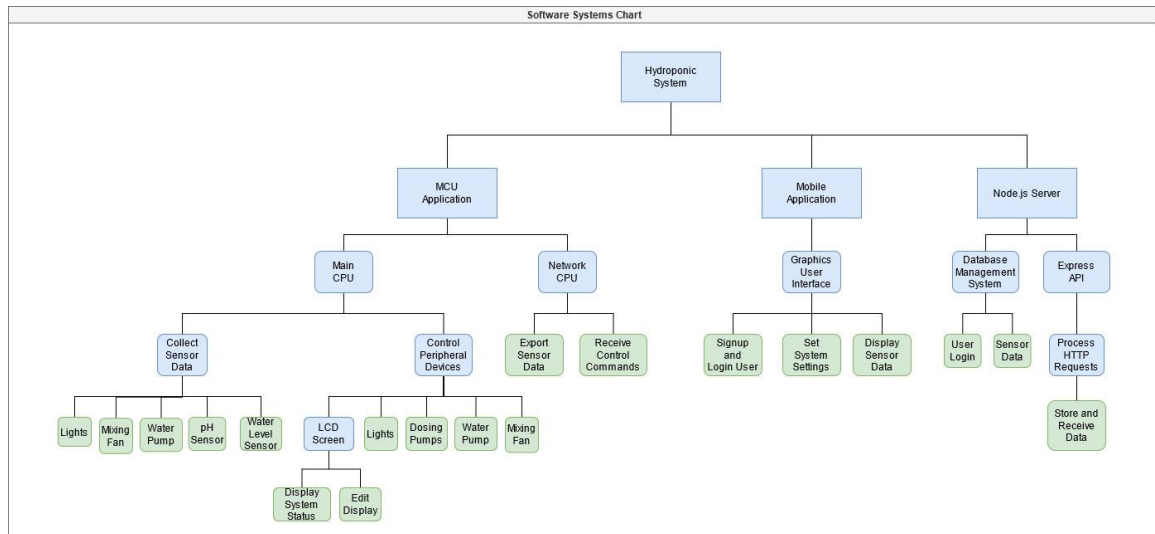 Software Systems Chart
Hydroponic
System
MCU
Application
Mobile
Application
Node.js Server
Main
CPU
Network
CPU
Graphics
User
Interface
Database
Management
System
Express
API
Collect
Sensor
Data
Control
Peripheral
Devices
Export
Sensor
Data
Receive
Control
Commands
Signup
and
Login User
Set
System
Settings
Display
Sensor
Data
User
Login
Sensor
Data
Process
HTTP
Requests
Lights
Mixing
Fan
Water
Pump
pH
Sensor
Water
Level
Sensor
LCD
Screen
Lights
Dosing
Pumps
Water
Pump
Mixing
Fan
Store and
Receive
Data
Display
System
Status
Edit
Display